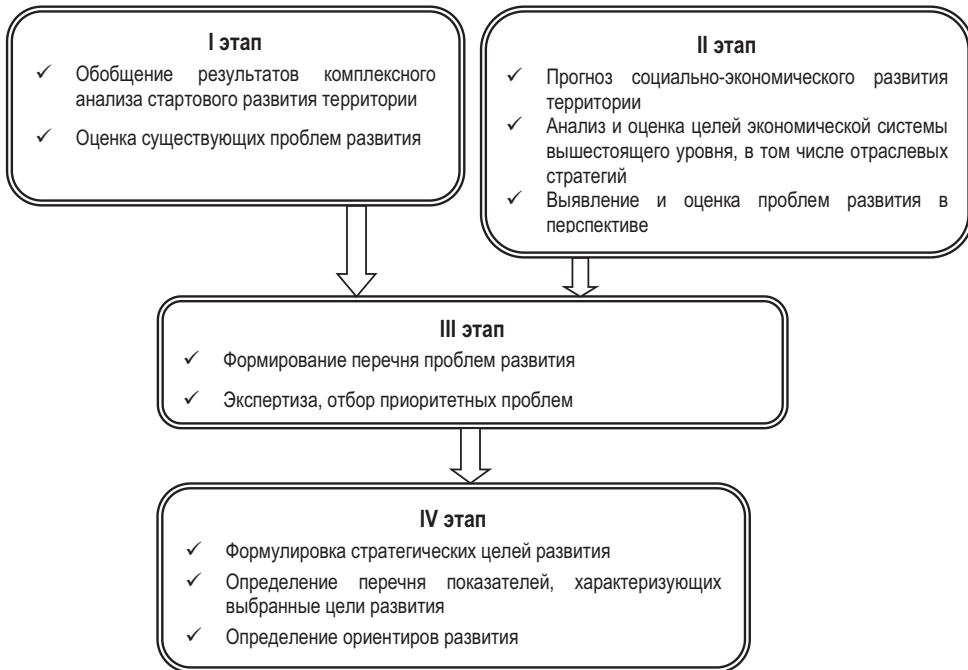 I этап
✓ Обобщение результатов комплексного
анализа стартового развития территории
✓ Оценка существующих проблем развития
II этап
✓ Прогноз социально-экономического развития
территории
✓ Анализ и оценка целей экономической системы
вышестоящего уровня, в том числе отраслевых
стратегий
✓ Выявление и оценка проблем развития в
перспективе
III этап
✓ Формирование перечня проблем развития
✓ Экспертиза, отбор приоритетных проблем
IV этап
✓ Формулировка стратегических целей развития
✓ Определение перечня показателей, характеризующих
выбранные цели развития
✓ Определение ориентиров развития